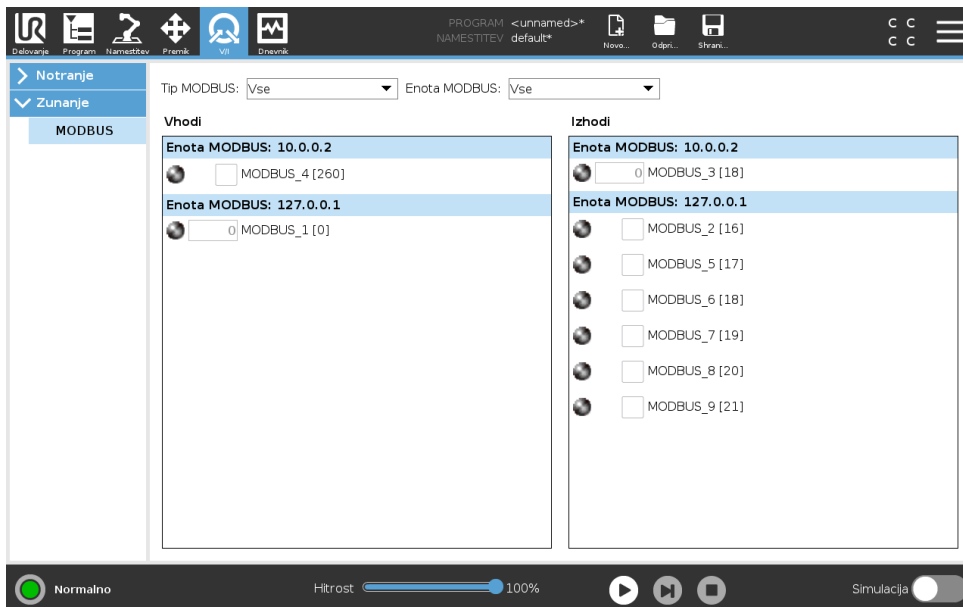 PROGRAM <unnamed>*
NAMESTITEV default*
Delovanje Program Namestitev Premik V/I Dnevnik Novo... Odpri... Shrani...
C C
C C
Notranje
Zunanje
MODBUS
Tip MODBUS: Vse Enota MODBUS: Vse
Vhodi
Enota MODBUS: 10.0.0.2
MODBUS_4 [260]
Enota MODBUS: 127.0.0.1
0 MODBUS_1 [0]
Izhodi
Enota MODBUS: 10.0.0.2
0 MODBUS_3 [18]
Enota MODBUS: 127.0.0.1
MODBUS_2 [16]
MODBUS_5 [17]
MODBUS_6 [18]
MODBUS_7 [19]
MODBUS_8 [20]
MODBUS_9 [21]
Normalno Hitrost 100% Simulacija